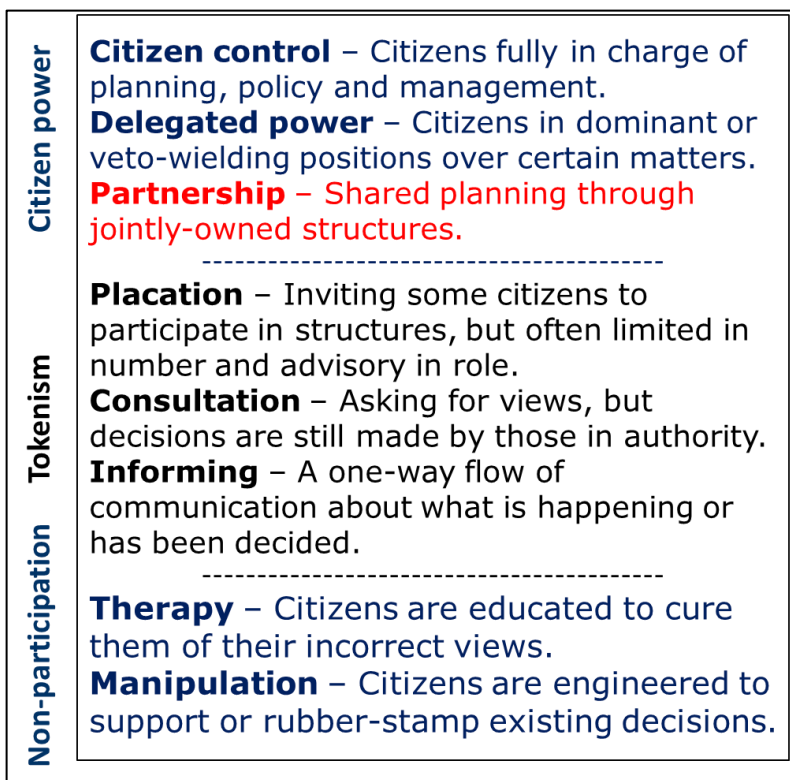 Citizen power
Citizen control – Citizens fully in charge of
planning, policy and management.
Delegated power – Citizens in dominant or
veto-wielding positions over certain matters.
Partnership – Shared planning through
jointly-owned structures.
------------------------------------------
Tokenism
Placation – Inviting some citizens to
participate in structures, but often limited in
number and advisory in role.
Consultation – Asking for views, but
decisions are still made by those in authority.
Informing – A one-way flow of
communication about what is happening or
has been decided.
------------------------------------------
Non-participation
Therapy – Citizens are educated to cure
them of their incorrect views.
Manipulation – Citizens are engineered to
support or rubber-stamp existing decisions.